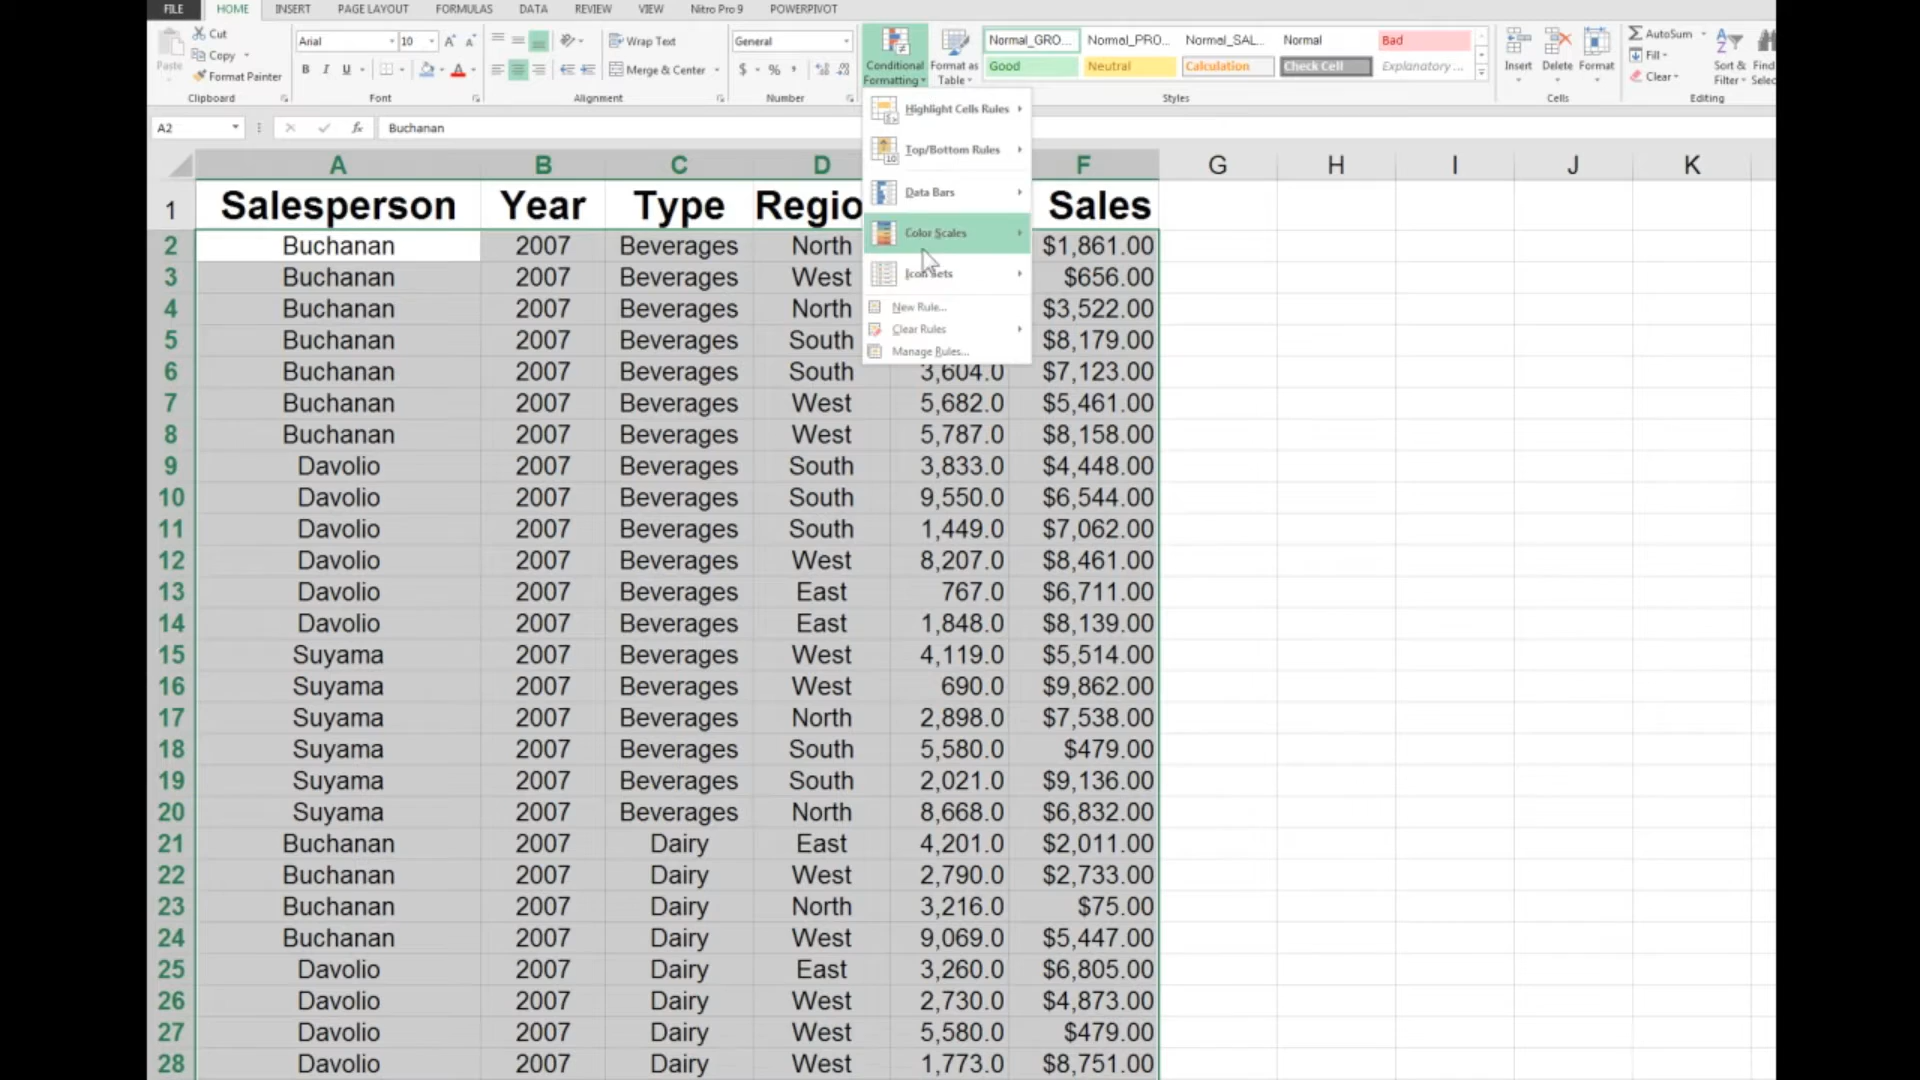 FILE HOME INSERT PAGE LAYOUT FORMULAS DATA REVIEW VIEW Nitro Pro 9 POWERPIVOT
Paste
Cut
Copy
Format Painter
Clipboard
Arial 10
B I U
Font
Wrap Text
Merge & Center
Alignment
General
$ % ,
Number
Conditional Formatting
Format as Table
Normal_GRO... Normal_PRO... Normal_SAL... Normal Bad
Good Neutral Calculation Check Cell Explanatory ...
Styles
Insert Delete Format
Cells
AutoSum
Fill
Clear
Sort & Filter
Find
Editing
A2 fx Buchanan
Highlight Cells Rules
Top/Bottom Rules
Data Bars
Color Scales
Icon Sets
New Rule...
Clear Rules
Manage Rules...
A B C D F G H I J K
1 Salesperson Year Type Regio Sales
2 Buchanan 2007 Beverages North $1,861.00
3 Buchanan 2007 Beverages West $656.00
4 Buchanan 2007 Beverages North $3,522.00
5 Buchanan 2007 Beverages South $8,179.00
6 Buchanan 2007 Beverages South 3,604.0 $7,123.00
7 Buchanan 2007 Beverages West 5,682.0 $5,461.00
8 Buchanan 2007 Beverages West 5,787.0 $8,158.00
9 Davolio 2007 Beverages South 3,833.0 $4,448.00
10 Davolio 2007 Beverages South 9,550.0 $6,544.00
11 Davolio 2007 Beverages South 1,449.0 $7,062.00
12 Davolio 2007 Beverages West 8,207.0 $8,461.00
13 Davolio 2007 Beverages East 767.0 $6,711.00
14 Davolio 2007 Beverages East 1,848.0 $8,139.00
15 Suyama 2007 Beverages West 4,119.0 $5,514.00
16 Suyama 2007 Beverages West 690.0 $9,862.00
17 Suyama 2007 Beverages North 2,898.0 $7,538.00
18 Suyama 2007 Beverages South 5,580.0 $479.00
19 Suyama 2007 Beverages South 2,021.0 $9,136.00
20 Suyama 2007 Beverages North 8,668.0 $6,832.00
21 Buchanan 2007 Dairy East 4,201.0 $2,011.00
22 Buchanan 2007 Dairy West 2,790.0 $2,733.00
23 Buchanan 2007 Dairy North 3,216.0 $75.00
24 Buchanan 2007 Dairy West 9,069.0 $5,447.00
25 Davolio 2007 Dairy East 3,260.0 $6,805.00
26 Davolio 2007 Dairy West 2,730.0 $4,873.00
27 Davolio 2007 Dairy West 5,580.0 $479.00
28 Davolio 2007 Dairy West 1,773.0 $8,751.00